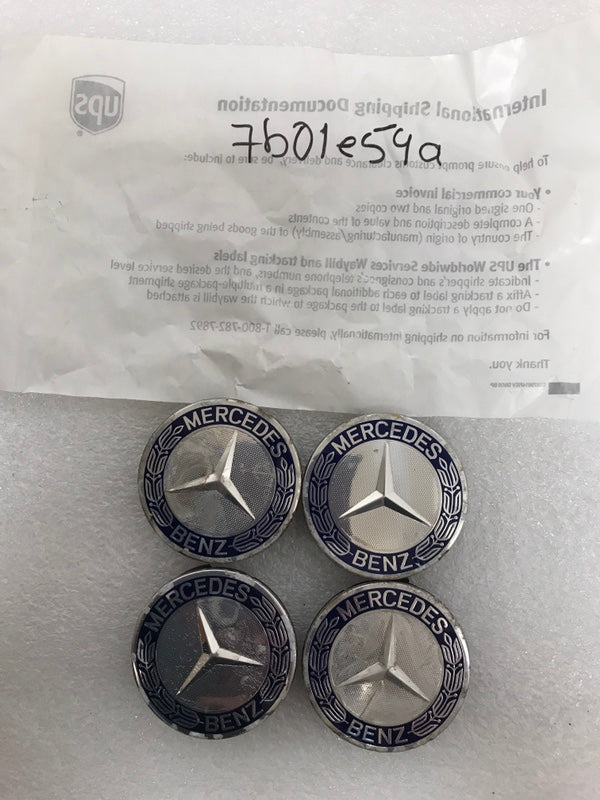 ups
International Shipping Documentation
7b01e59a
To help ensure prompt customs clearance and delivery, be sure to include:
• Your commercial invoice
- One signed original and two copies
- A complete description and value of the contents
- The country of origin (manufacturing/assembly) of the goods being shipped
• The UPS Worldwide Services Waybill and tracking labels
- Indicate shipper's and consignee's telephone numbers, and the desired service level
- Affix a tracking label to each additional package in a multiple-package shipment
- Do not apply a tracking label to the package to which the waybill is attached
For information on shipping internationally, please call 1-800-782-7892
Thank you.
MERCEDES
BENZ
MERCEDES
BENZ
MERCEDES
BENZ
MERCEDES
BENZ